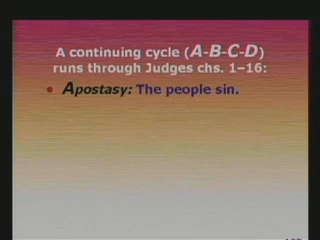 A continuing cycle (A-B-C-D)
runs through Judges chs. 1–16:
• Apostasy: The people sin.